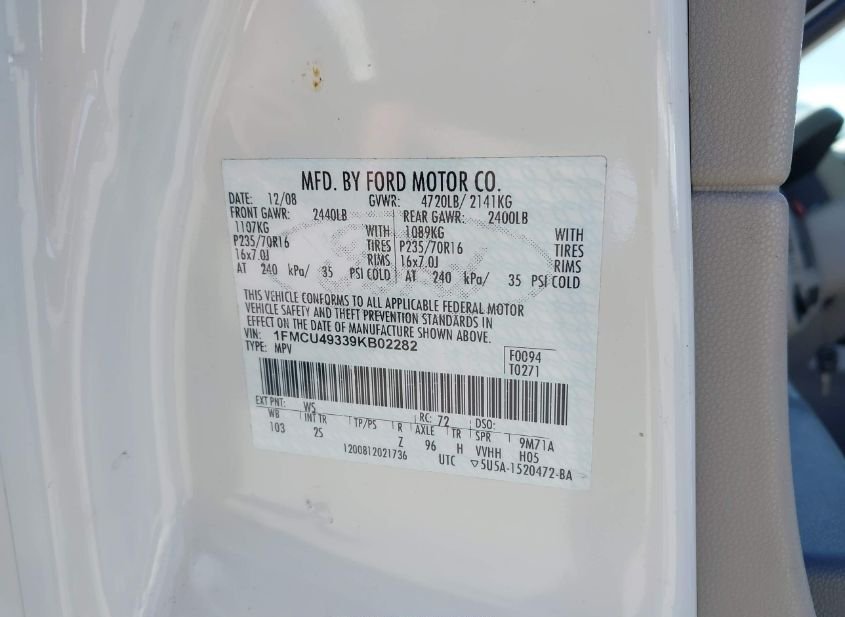 MFD. BY FORD MOTOR CO.
DATE: 12/08 GVWR: 4720LB/ 2141KG
FRONT GAWR: 2440LB REAR GAWR: 2400LB
1107KG WITH 1089KG WITH
P235/70R16 TIRES P235/70R16 TIRES
16x7.0J RIMS 16x7.0J RIMS
AT 240 kPa/ 35 PSI COLD AT 240 kPa/ 35 PSI COLD
THIS VEHICLE CONFORMS TO ALL APPLICABLE FEDERAL MOTOR
VEHICLE SAFETY AND THEFT PREVENTION STANDARDS IN
EFFECT ON THE DATE OF MANUFACTURE SHOWN ABOVE.
VIN: 1FMCU49339KB02282
TYPE: MPV
F0094
T0271
EXT PNT: WS RC: 72 DSO:
WB INT TR TP/PS R AXLE TR SPR 9M71A
103 2S Z 96 H VVHH H05
1200812021736 UTC ▽5U5A-1520472-BA